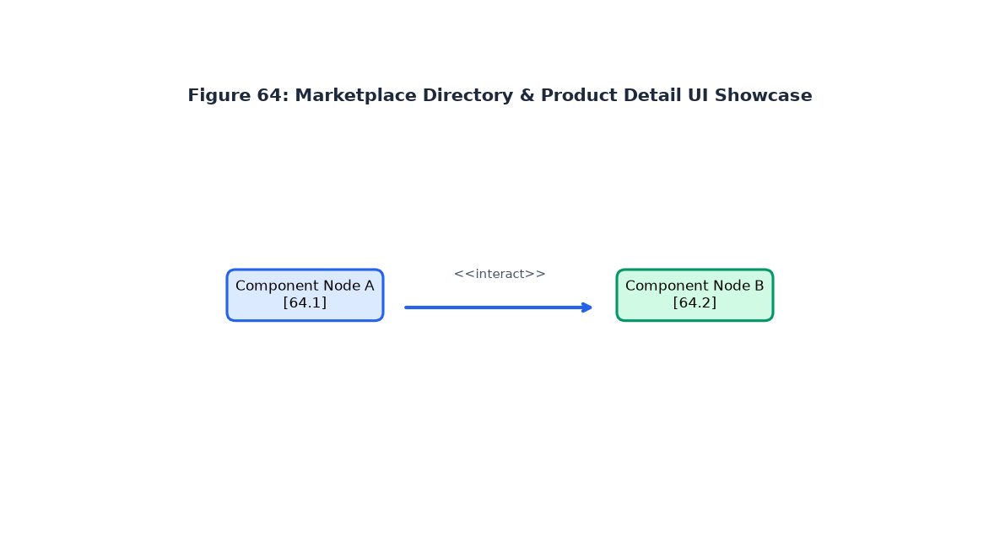 Figure 64: Marketplace Directory & Product Detail UI Showcase
Component Node A
[64.1]
<<interact>>
Component Node B
[64.2]